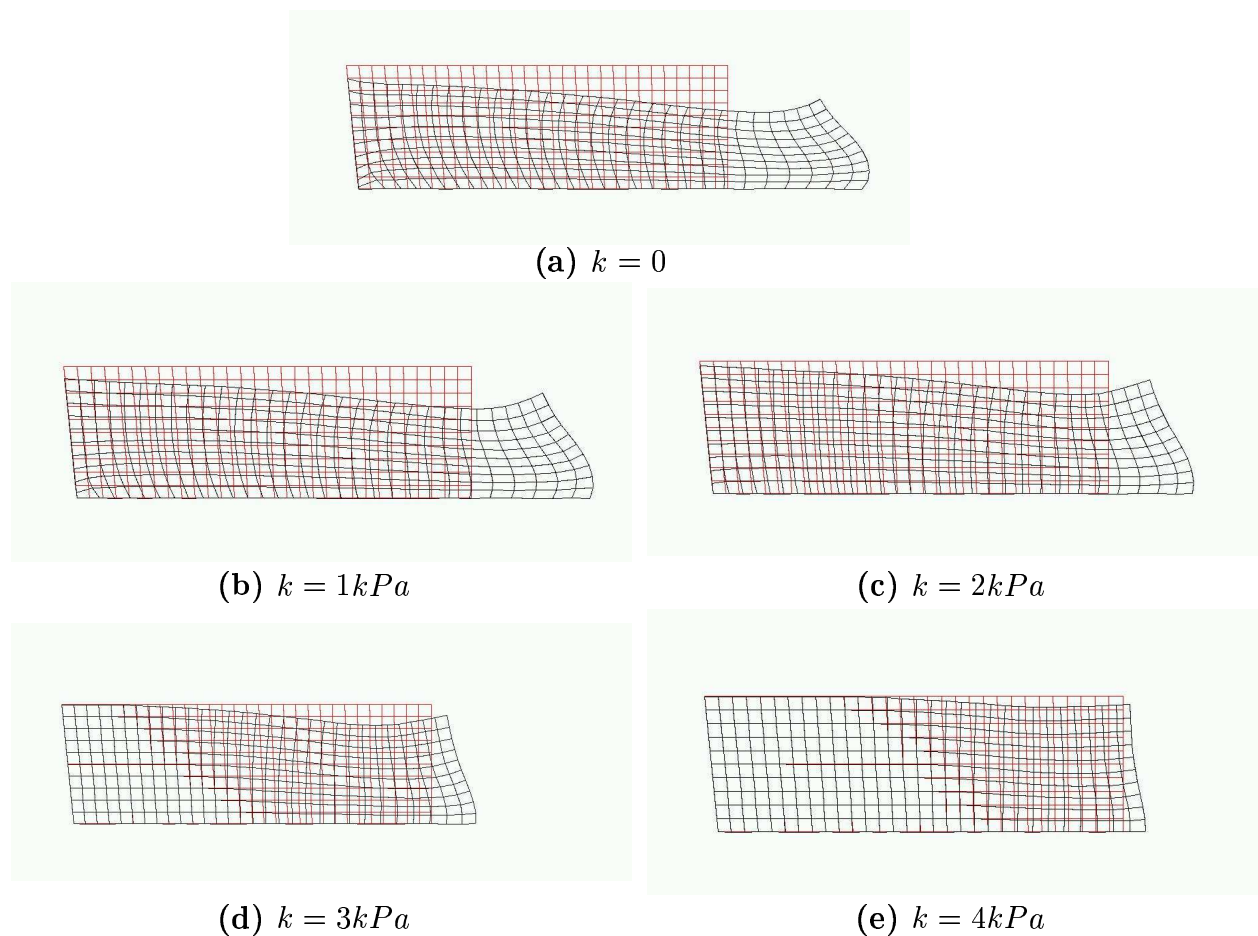 (a) k = 0
(b) k = 1kPa
(c) k = 2kPa
(d) k = 3kPa
(e) k = 4kPa